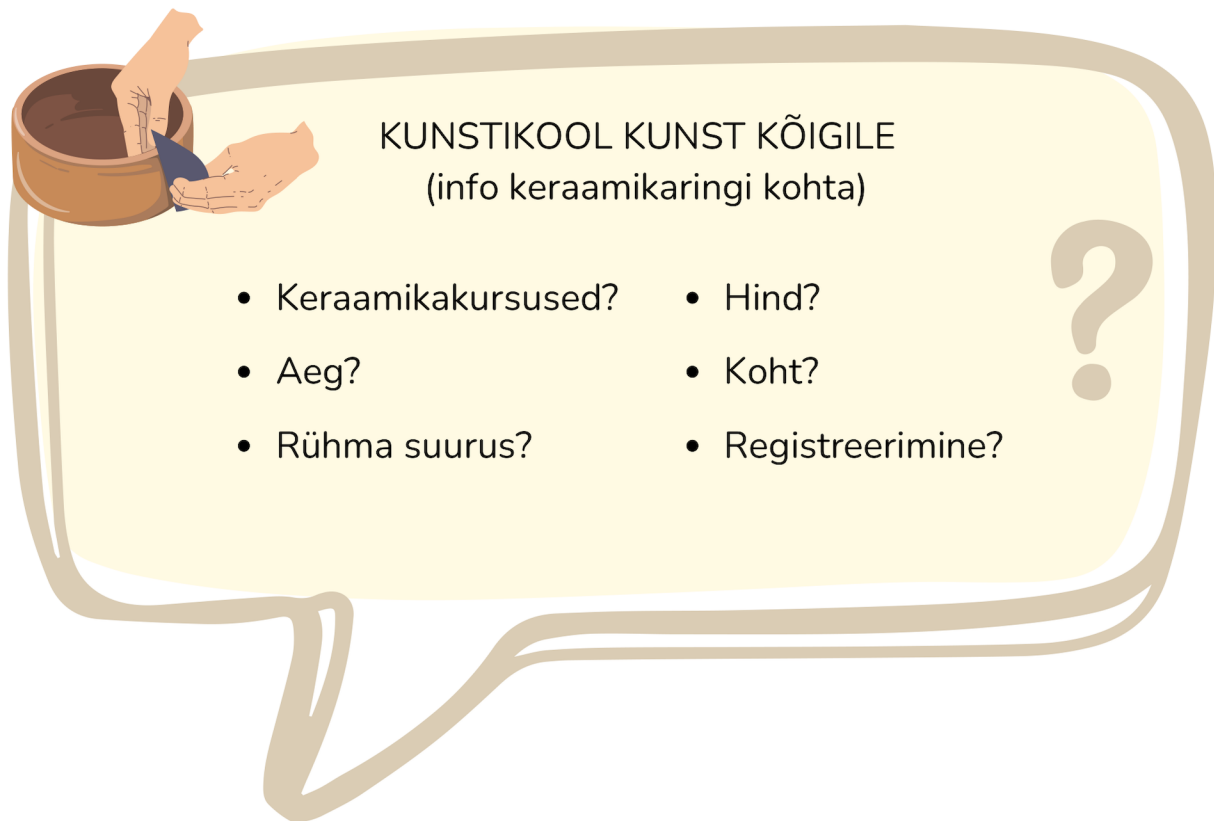 KUNSTIKOOL KUNST KÕIGILE
(info keraamikaringi kohta)
• Keraamikakursused?
• Aeg?
• Rühma suurus?
• Hind?
• Koht?
• Registreerimine?
?